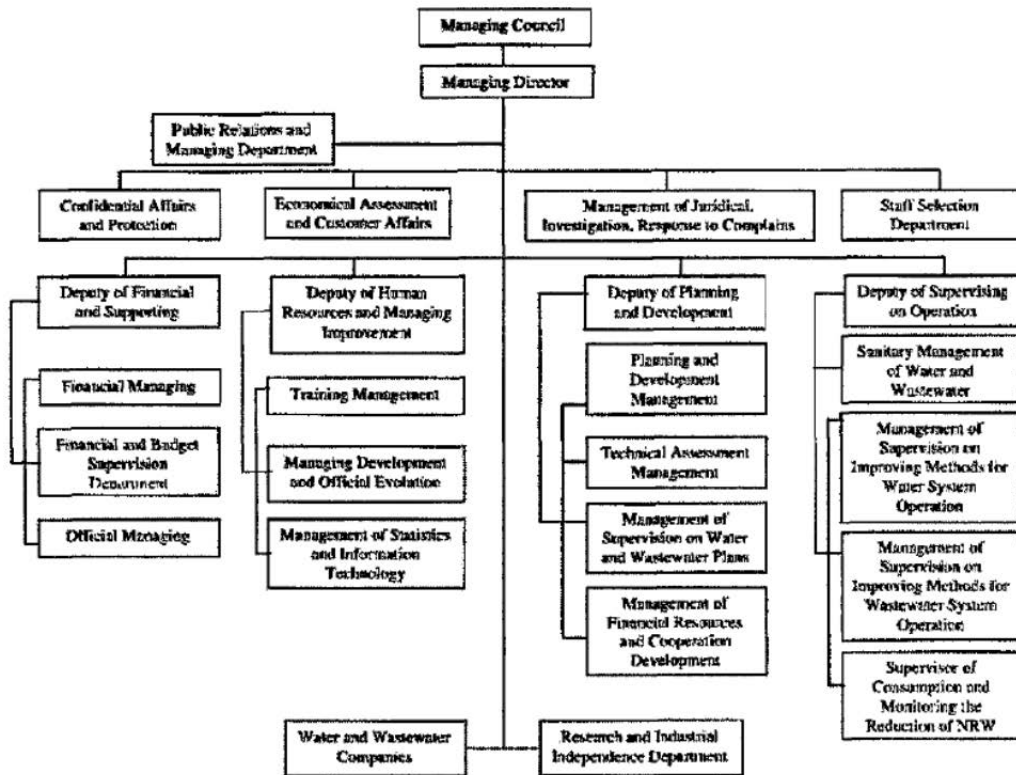 Managing Council
Managing Director
Public Relations and
Managing Department
Confidential Affairs
and Protection
Economical Assessment
and Customer Affairs
Management of Juridical,
Investigation, Response to Complains
Staff Selection
Department
Deputy of Financial
and Supporting
Financial Managing
Financial and Budget
Supervision
Department
Official Managing
Deputy of Human
Resources and Managing
Improvement
Training Management
Managing Development
and Official Evolution
Management of Statistics
and Information
Technology
Deputy of Planning
and Development
Planning and
Development
Management
Technical Assessment
Management
Management of
Supervision on Water
and Wastewater Plans
Management of
Financial Resources
and Cooperation
Development
Deputy of Supervising
on Operation
Sanitary Management
of Water and
Wastewater
Management of
Supervision on
Improving Methods for
Water System
Operation
Management of
Supervision on
Improving Methods for
Wastewater System
Operation
Supervisor of
Consumption and
Monitoring the
Reduction of NRW
Water and Wastewater
Companies
Research and Industrial
Independence Department